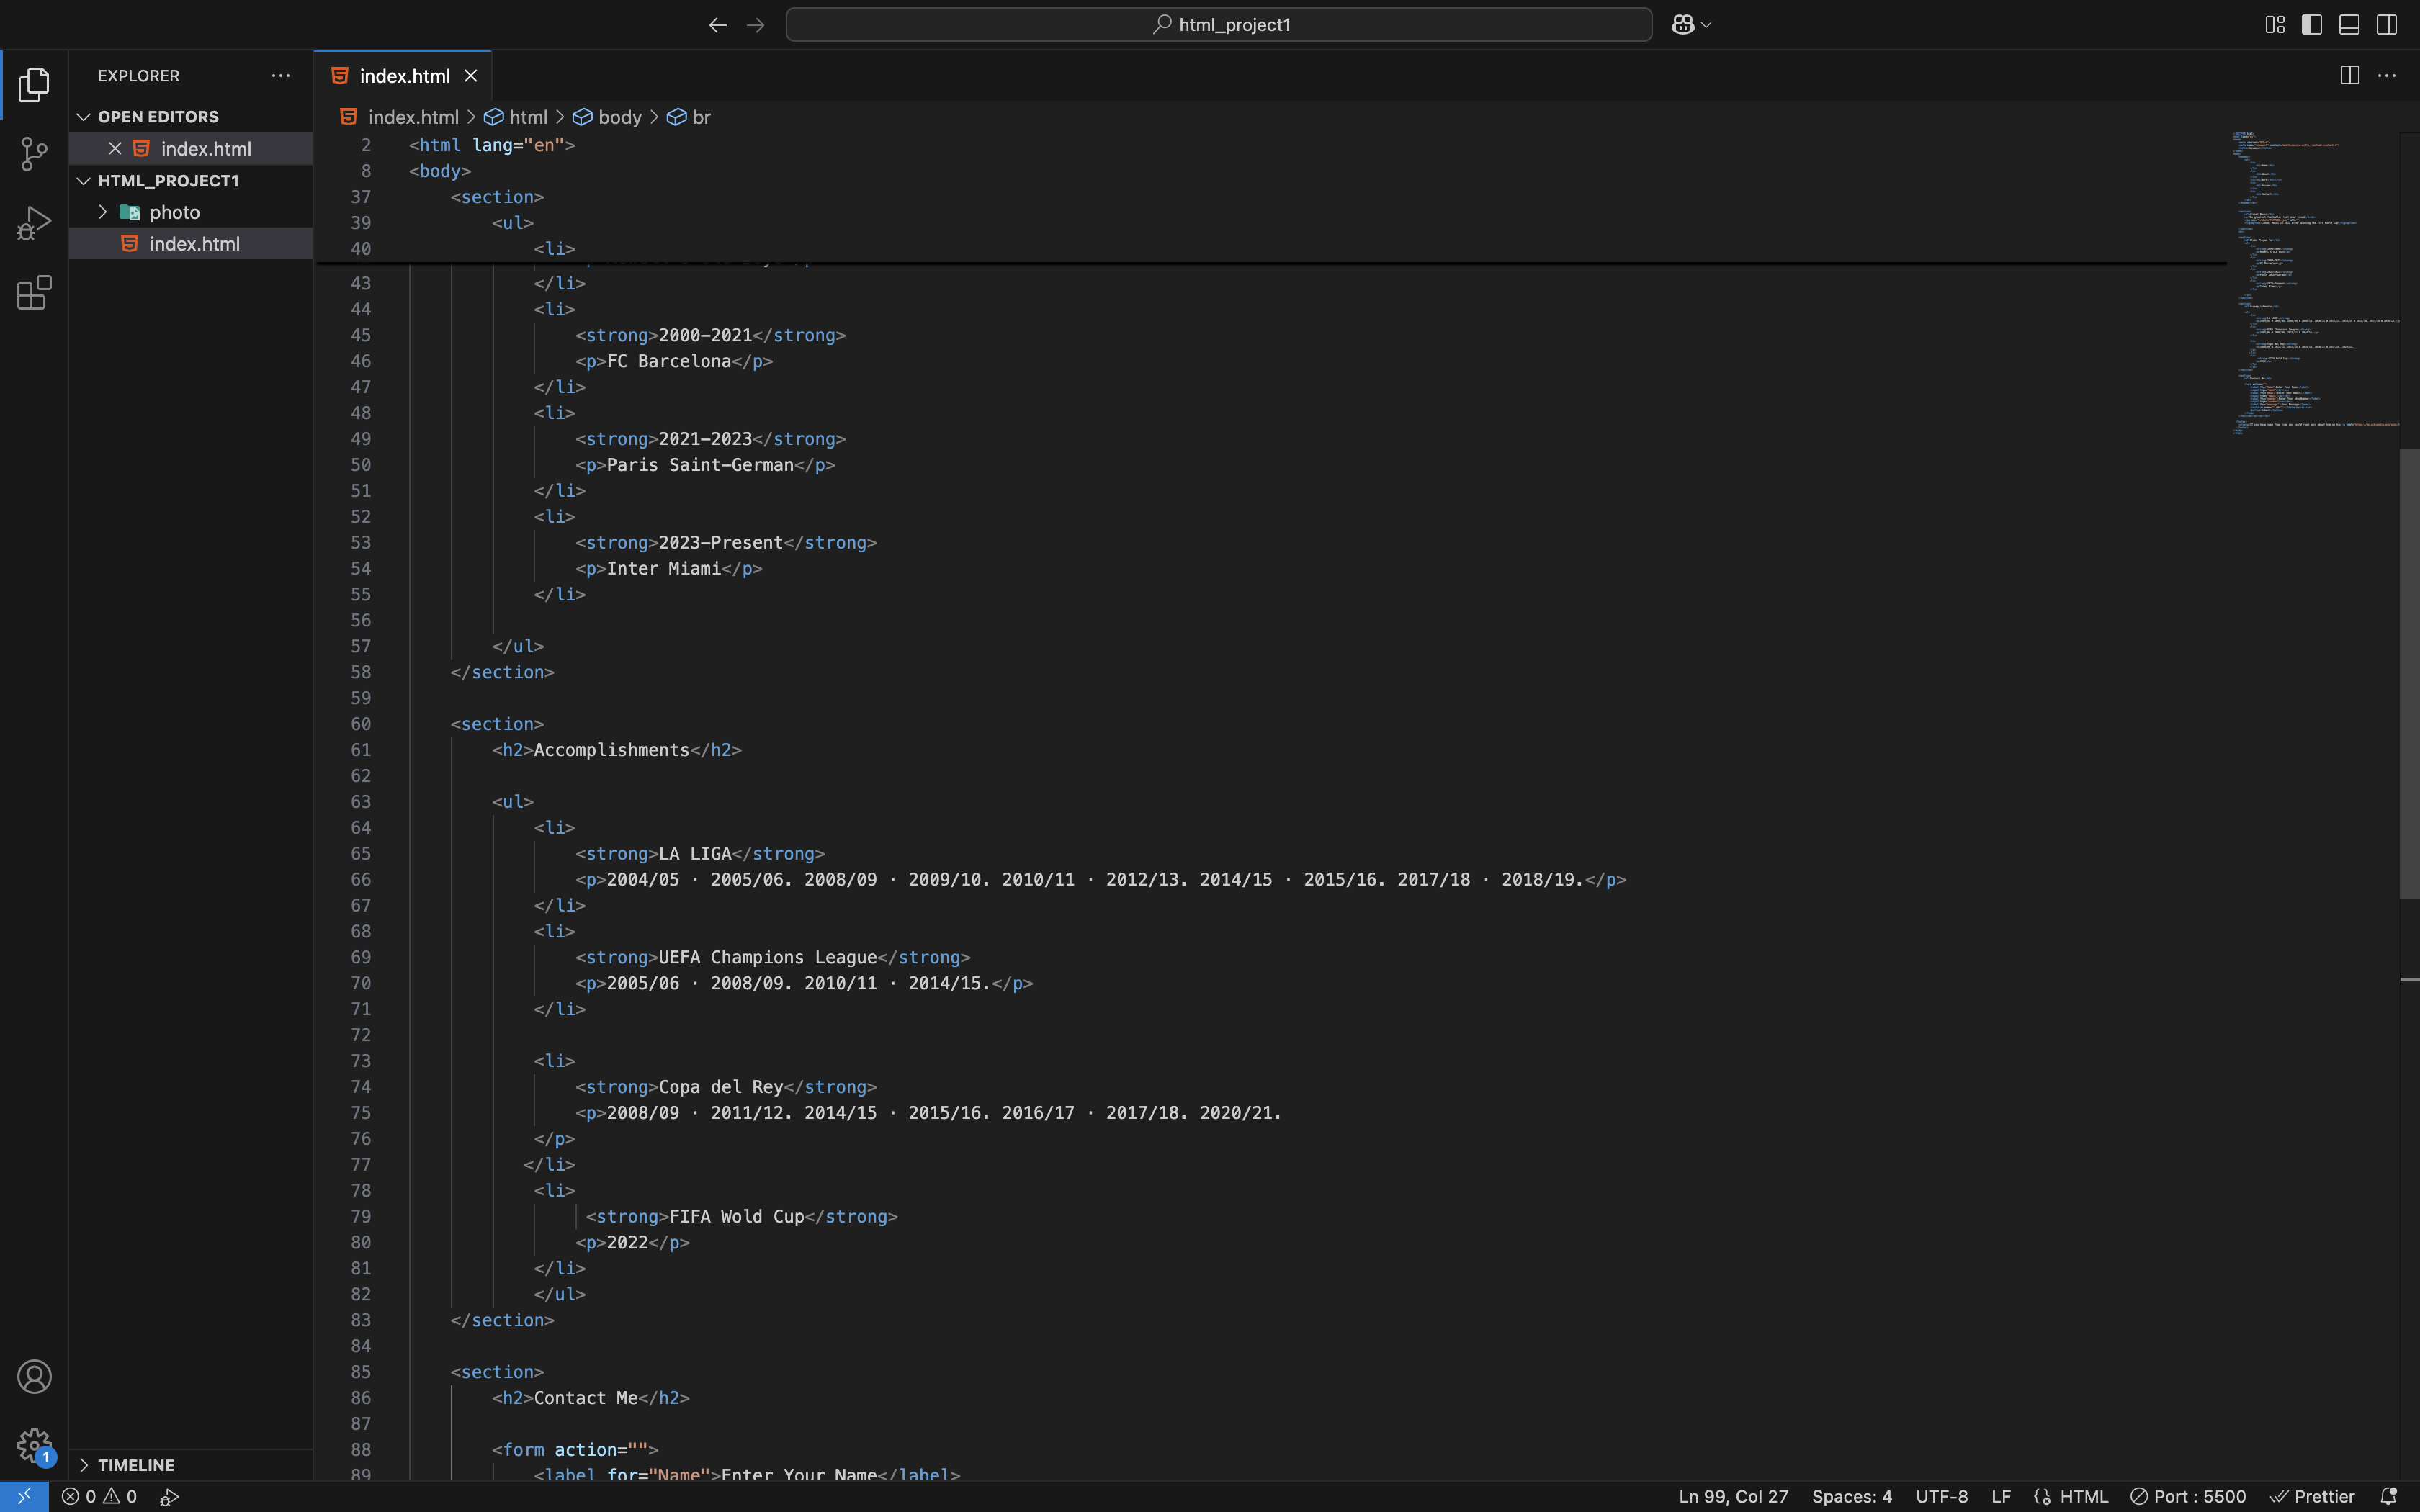 html_project1
EXPLORER
OPEN EDITORS
index.html
HTML_PROJECT1
photo
index.html
TIMELINE
1
index.html
index.html > html > body > br
2 <html lang="en">
8 <body>
37 <section>
39 <ul>
40 <li>
43 </li>
44 <li>
45 <strong>2000-2021</strong>
46 <p>FC Barcelona</p>
47 </li>
48 <li>
49 <strong>2021-2023</strong>
50 <p>Paris Saint-German</p>
51 </li>
52 <li>
53 <strong>2023-Present</strong>
54 <p>Inter Miami</p>
55 </li>
56
57 </ul>
58 </section>
59
60 <section>
61 <h2>Accomplishments</h2>
62
63 <ul>
64 <li>
65 <strong>LA LIGA</strong>
66 <p>2004/05 · 2005/06. 2008/09 · 2009/10. 2010/11 · 2012/13. 2014/15 · 2015/16. 2017/18 · 2018/19.</p>
67 </li>
68 <li>
69 <strong>UEFA Champions League</strong>
70 <p>2005/06 · 2008/09. 2010/11 · 2014/15.</p>
71 </li>
72
73 <li>
74 <strong>Copa del Rey</strong>
75 <p>2008/09 · 2011/12. 2014/15 · 2015/16. 2016/17 · 2017/18. 2020/21.
76 </p>
77 </li>
78 <li>
79 <strong>FIFA Wold Cup</strong>
80 <p>2022</p>
81 </li>
82 </ul>
83 </section>
84
85 <section>
86 <h2>Contact Me</h2>
87
88 <form action="">
89 <label for="Name">Enter Your Name</label>
0 0
Ln 99, Col 27 Spaces: 4 UTF-8 LF HTML Port : 5500 Prettier